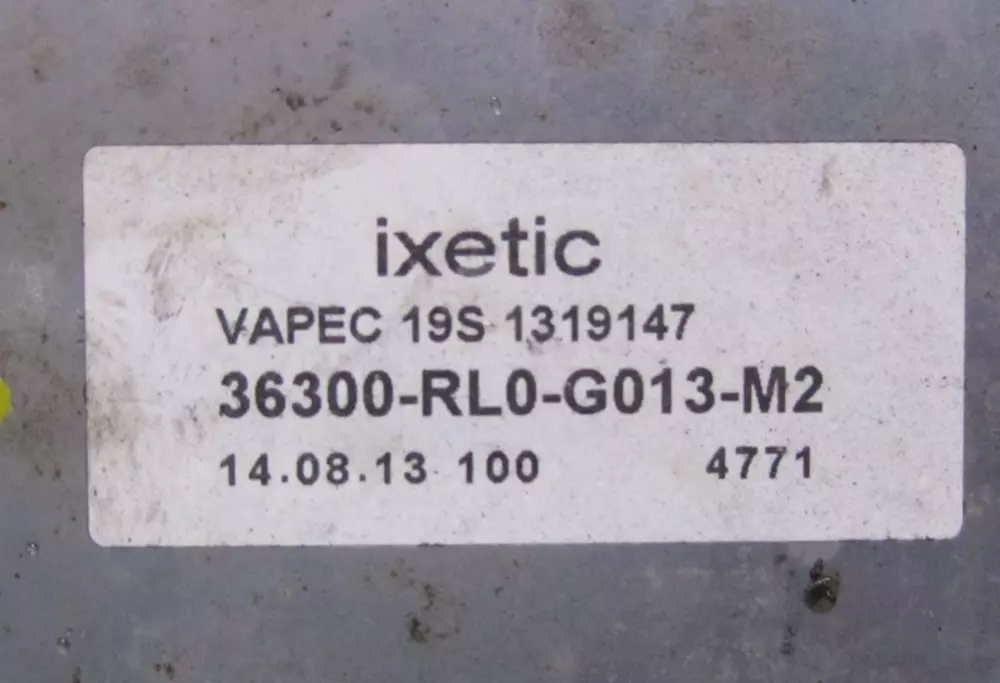 ixetic
VAPEC 19S 1319147
36300-RL0-G013-M2
14.08.13 100 4771